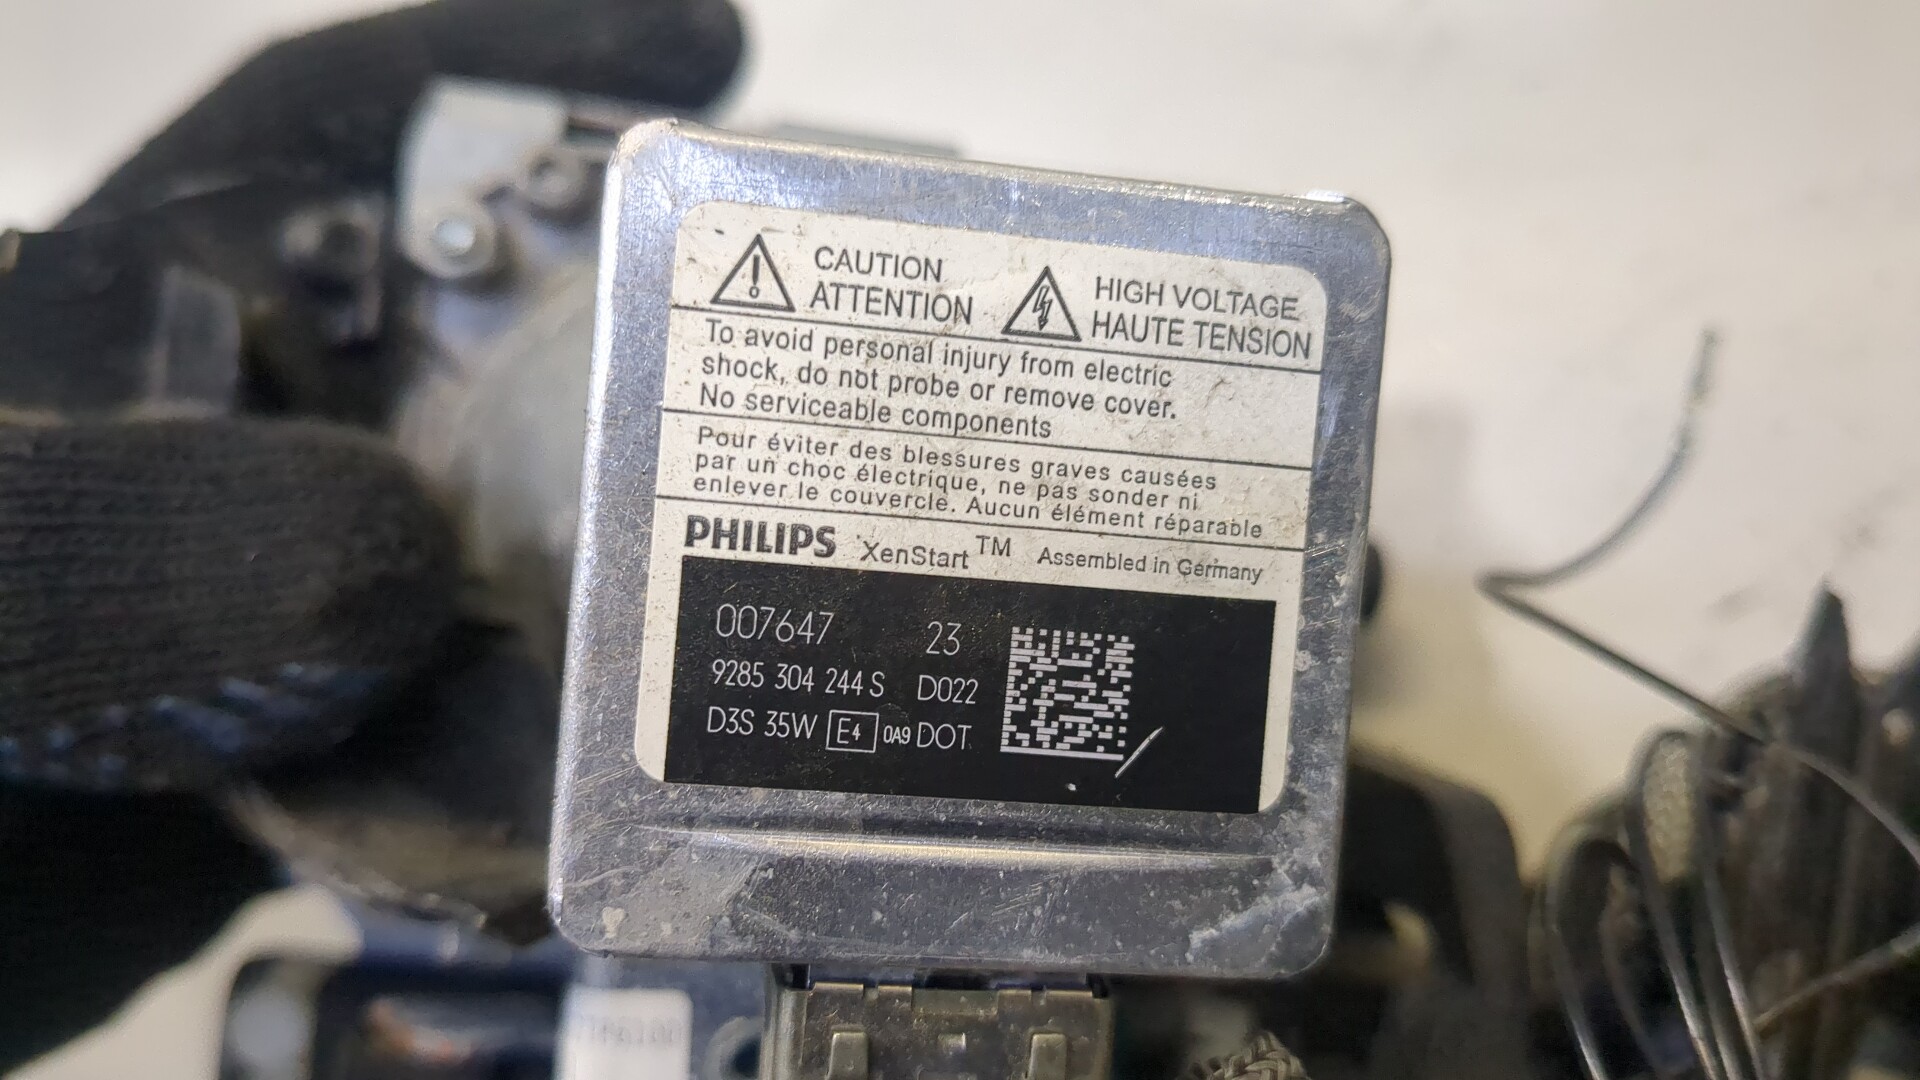 CAUTION
ATTENTION
HIGH VOLTAGE
HAUTE TENSION
To avoid personal injury from electric
shock, do not probe or remove cover.
No serviceable components
Pour éviter des blessures graves causées
par un choc électrique, ne pas sonder ni
enlever le couvercle. Aucun élément réparable
PHILIPS XenStart™ Assembled in Germany
007647 23
9285 304 244 S D022
D3S 35W E4 0A9 DOT